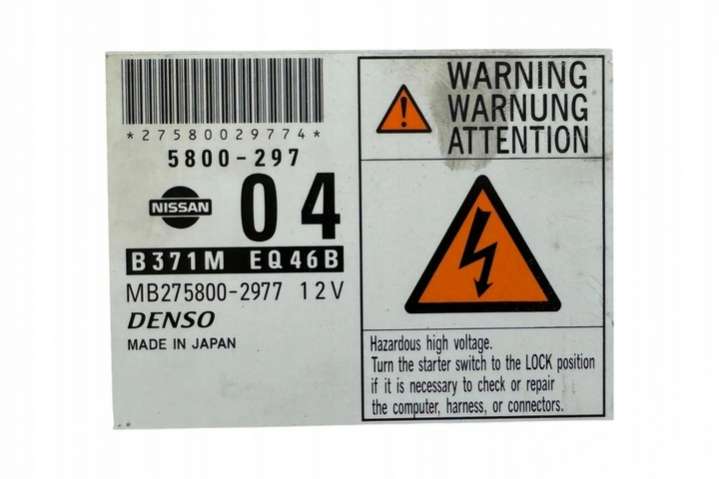 *27580029774*
5800-297
NISSAN
04
B371M EQ46B
MB275800-2977 12V
DENSO
MADE IN JAPAN
!
WARNING
WARNUNG
ATTENTION
Hazardous high voltage.
Turn the starter switch to the LOCK position
if it is necessary to check or repair
the computer, harness, or connectors.